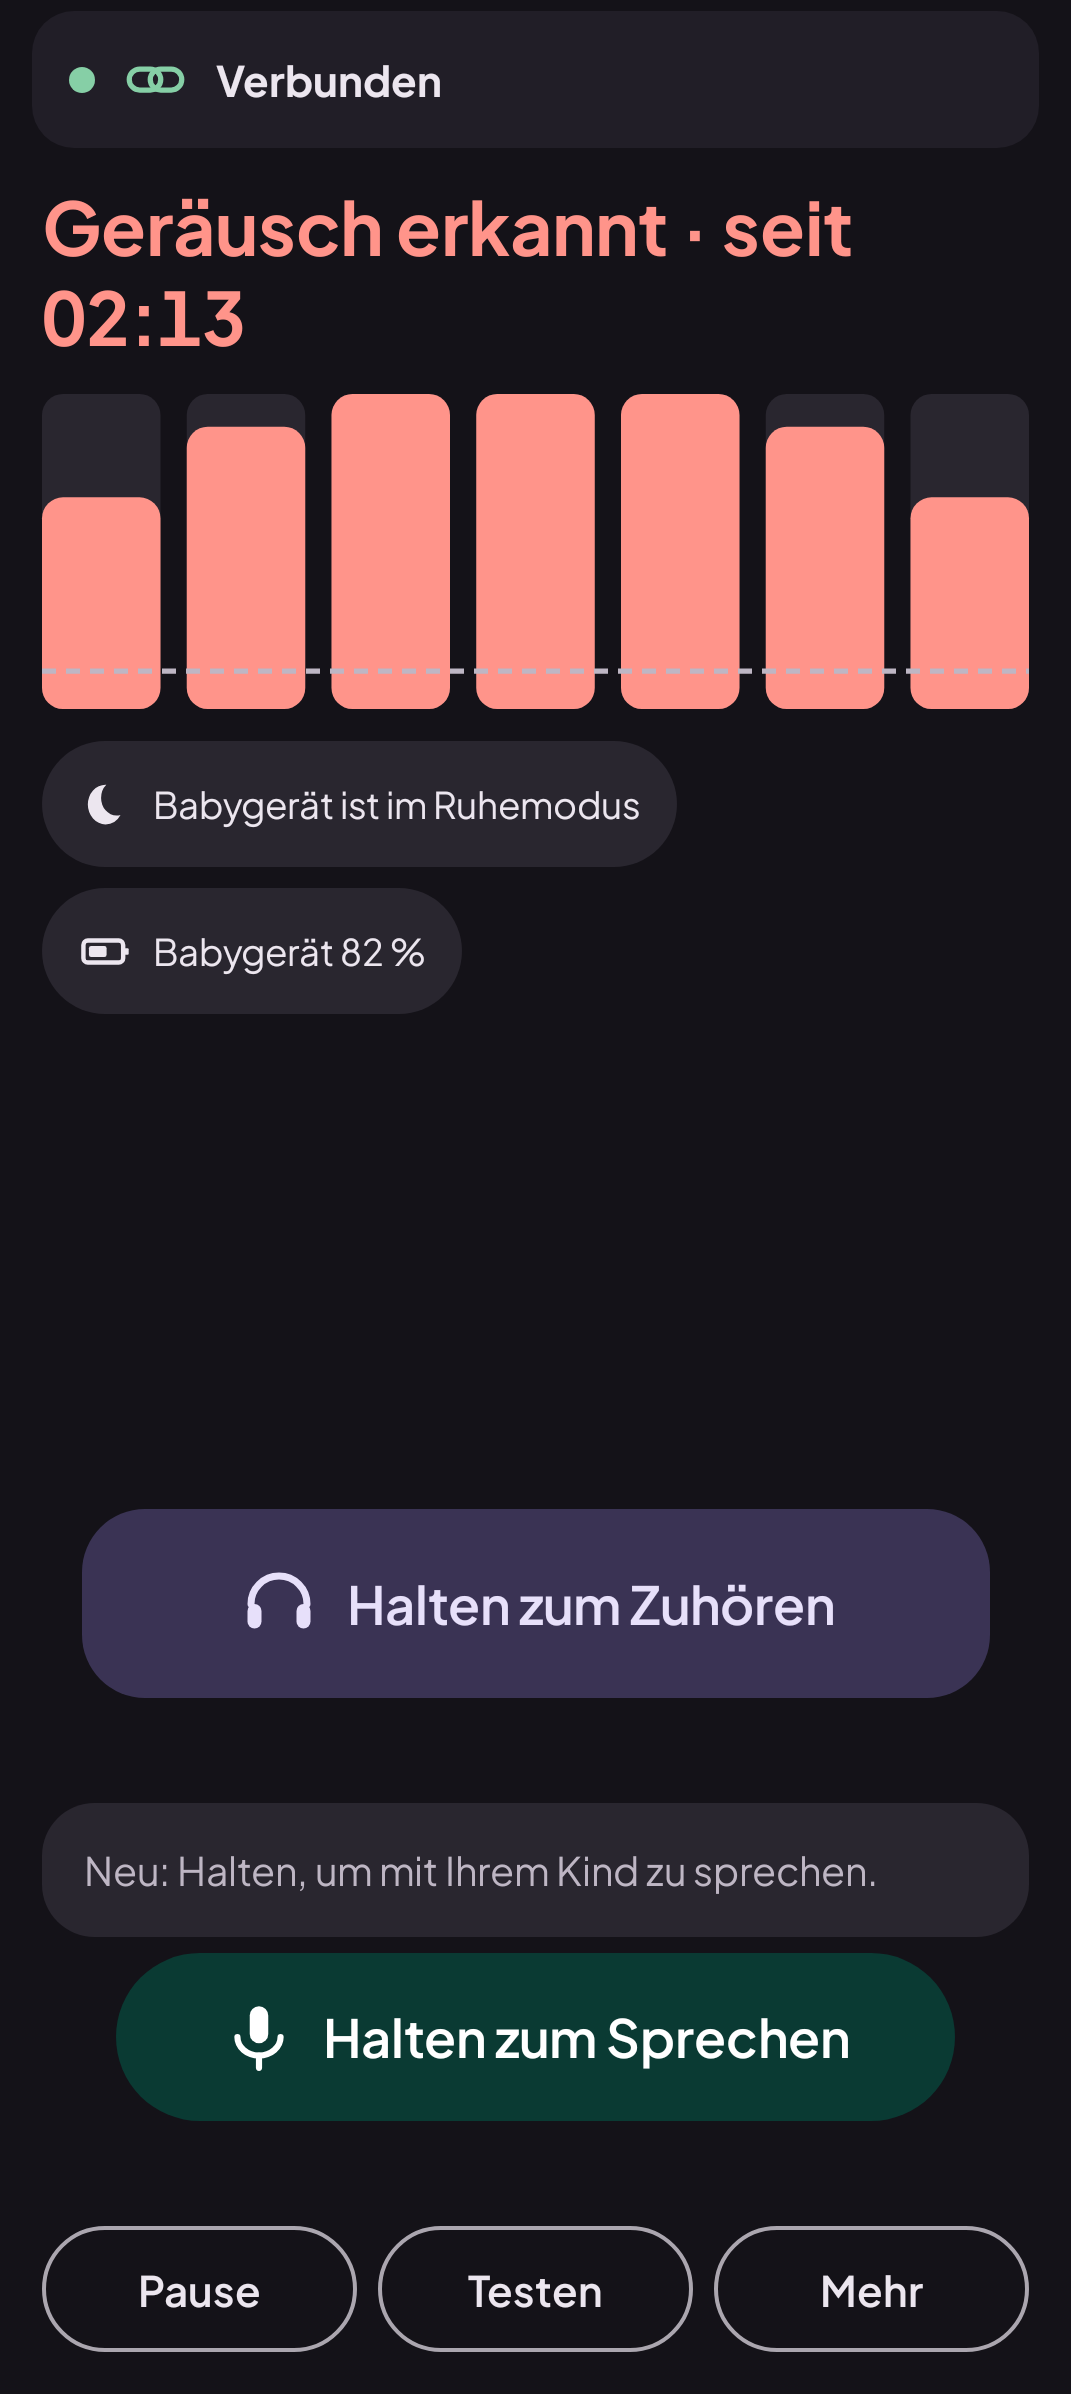 Verbunden
Geräusch erkannt · seit
02:13
Babygerät ist im Ruhemodus
Babygerät 82 %
Halten zum Zuhören
Neu: Halten, um mit Ihrem Kind zu sprechen.
Halten zum Sprechen
Pause
Testen
Mehr